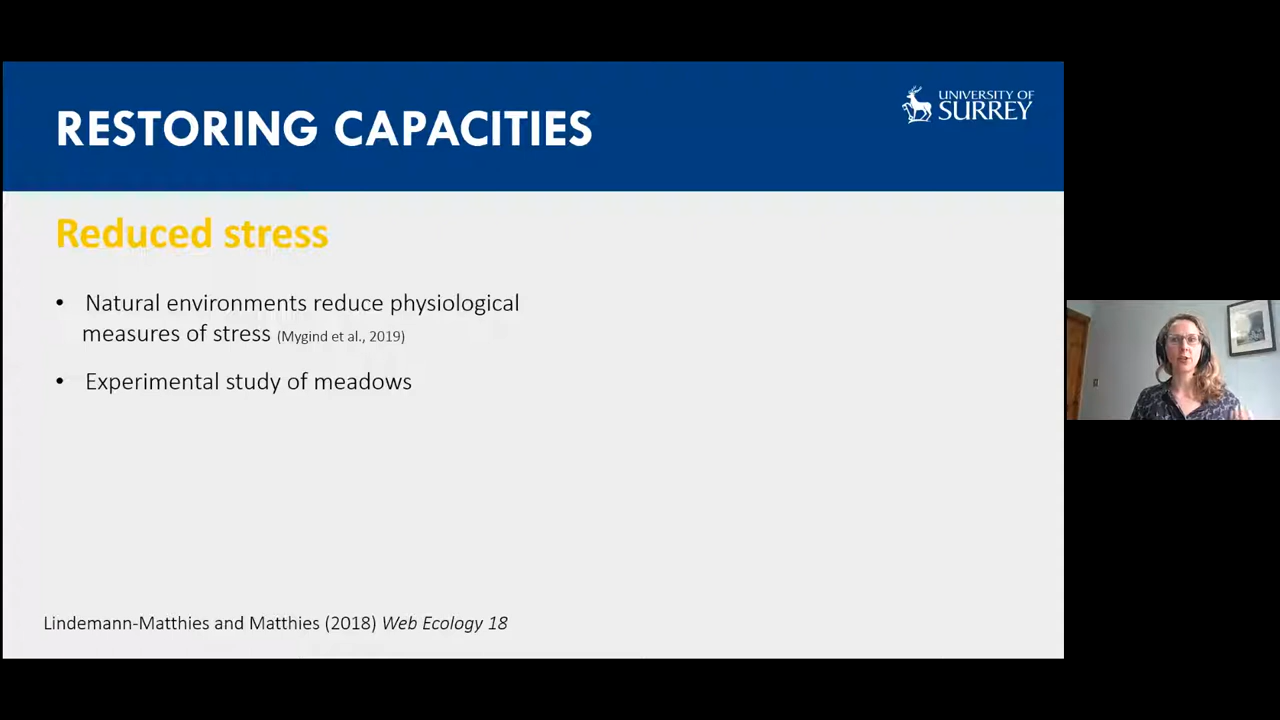 RESTORING CAPACITIES
UNIVERSITY OF
SURREY
Reduced stress
• Natural environments reduce physiological
measures of stress (Mygind et al., 2019)
• Experimental study of meadows
Lindemann-Matthies and Matthies (2018) Web Ecology 18